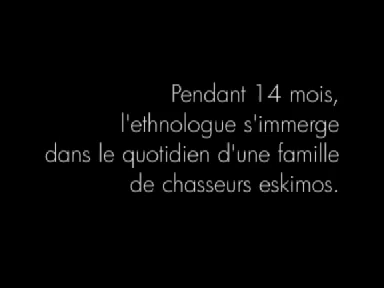 Pendant 14 mois,
l'ethnologue s'immerge
dans le quotidien d'une famille
de chasseurs eskimos.